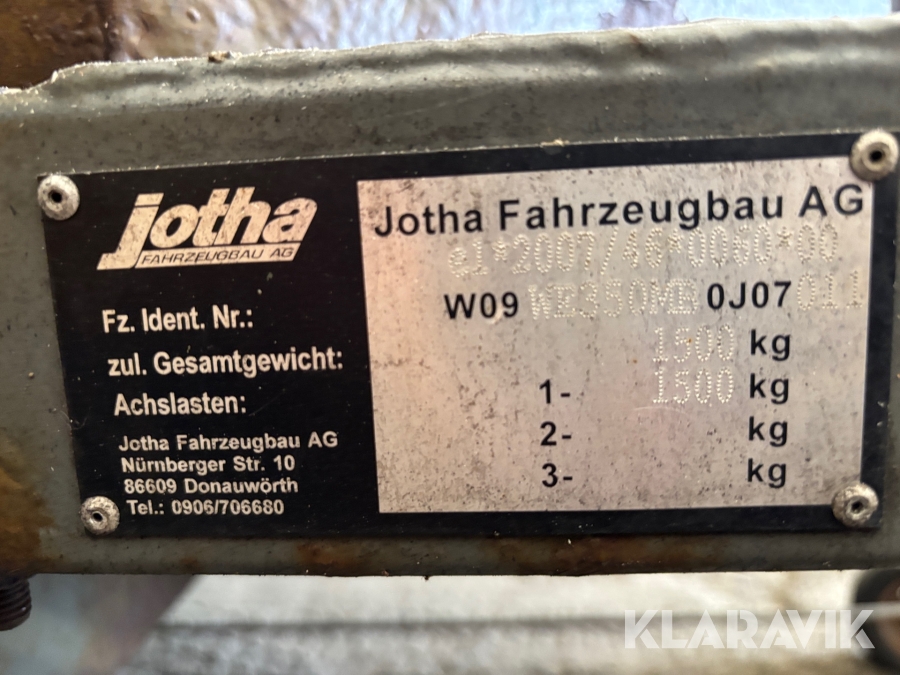 jotha
FAHRZEUGBAU AG
Jotha Fahrzeugbau AG
e1*2007/46*0060*00
Fz. Ident. Nr.: W09 WE350ME 0J07 011
zul. Gesamtgewicht: 1500 kg
Achslasten: 1- 1500 kg
2- kg
3- kg
Jotha Fahrzeugbau AG
Nürnberger Str. 10
86609 Donauwörth
Tel.: 0906/706680
KLARAVIK